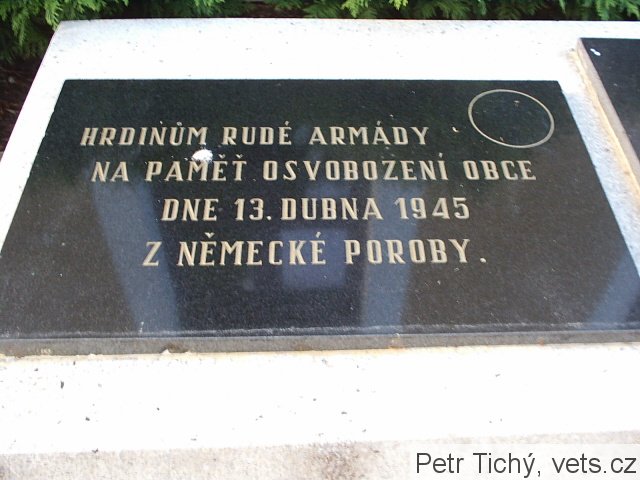 HRDINŮM RUDÉ ARMÁDY
NA PAMĚŤ OSVOBOZENÍ OBCE
DNE 13. DUBNA 1945
Z NĚMECKÉ POROBY.
Petr Tichý, vets.cz